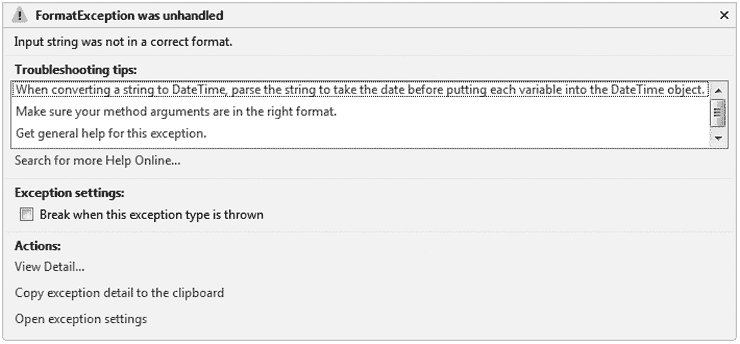 FormatException was unhandled
Input string was not in a correct format.
Troubleshooting tips:
When converting a string to DateTime, parse the string to take the date before putting each variable into the DateTime object.
Make sure your method arguments are in the right format.
Get general help for this exception.
Search for more Help Online...
Exception settings:
Break when this exception type is thrown
Actions:
View Detail...
Copy exception detail to the clipboard
Open exception settings